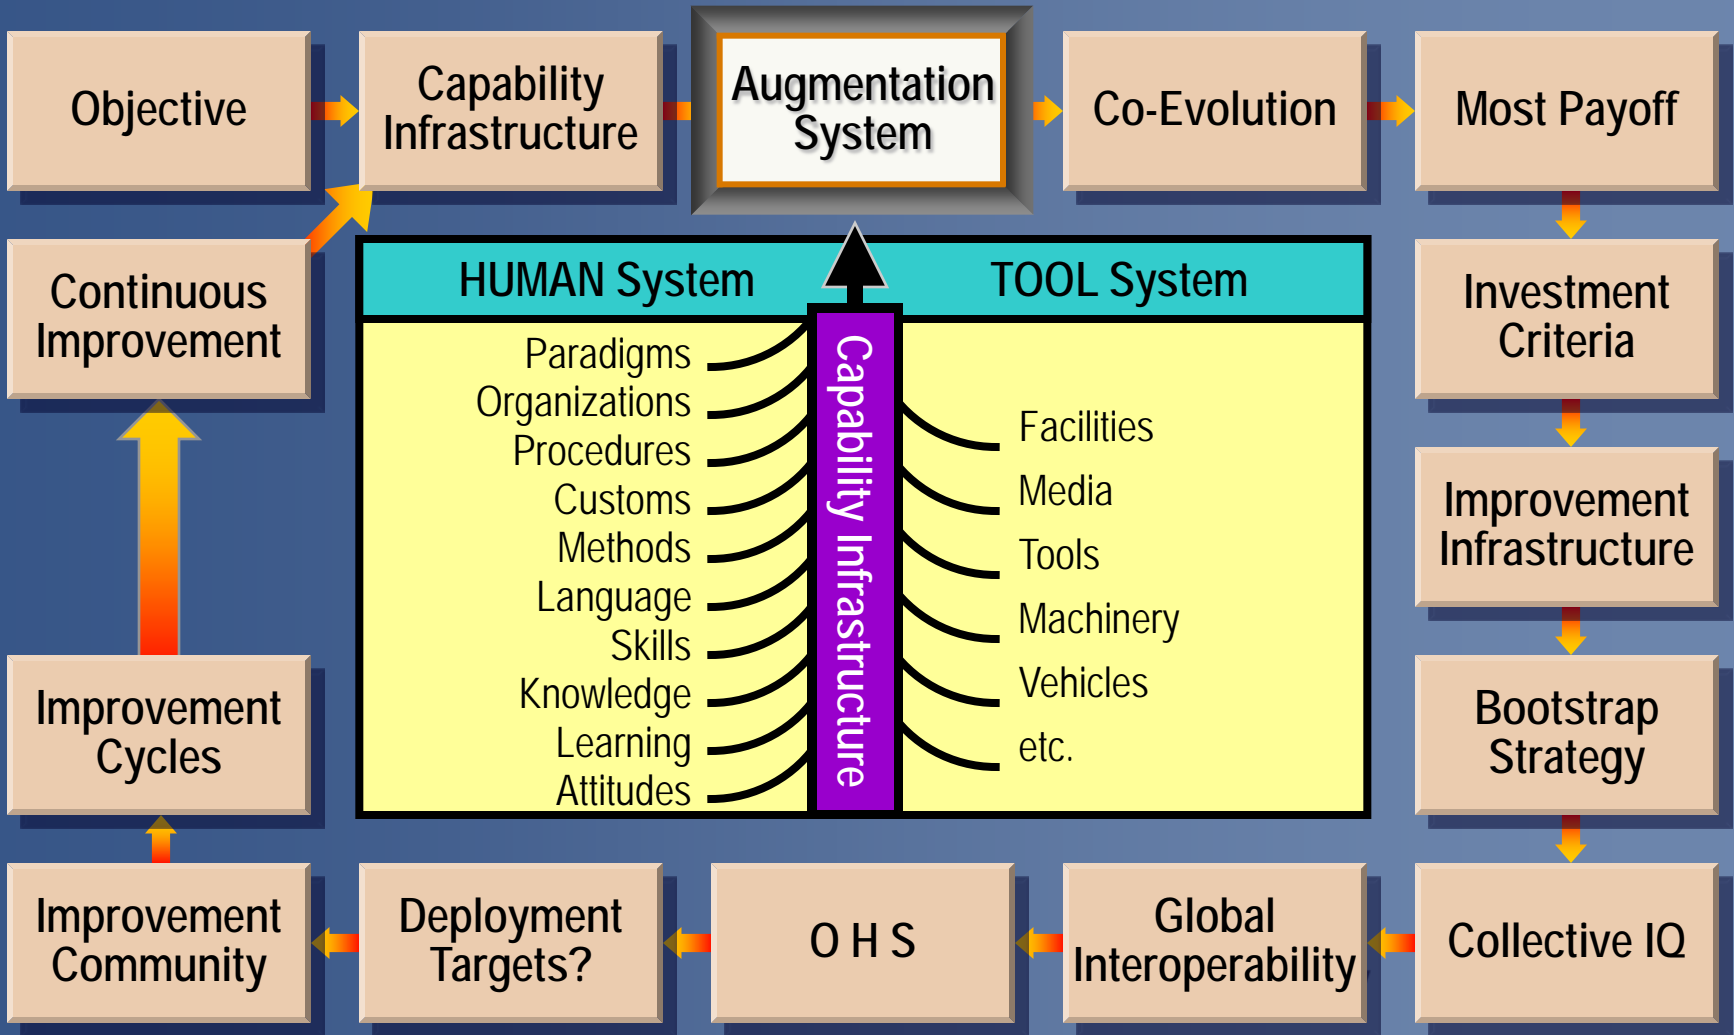 Objective
Capability
Infrastructure
Augmentation
System
Co-Evolution
Most Payoff
Continuous
Improvement
HUMAN System
TOOL System
Investment
Criteria
Paradigms
Organizations
Procedures
Customs
Methods
Language
Skills
Knowledge
Learning
Attitudes
Capability Infrastructure
Facilities
Media
Tools
Machinery
Vehicles
etc.
Improvement
Infrastructure
Improvement
Cycles
Bootstrap
Strategy
Improvement
Community
Deployment
Targets?
O H S
Global
Interoperability
Collective IQ